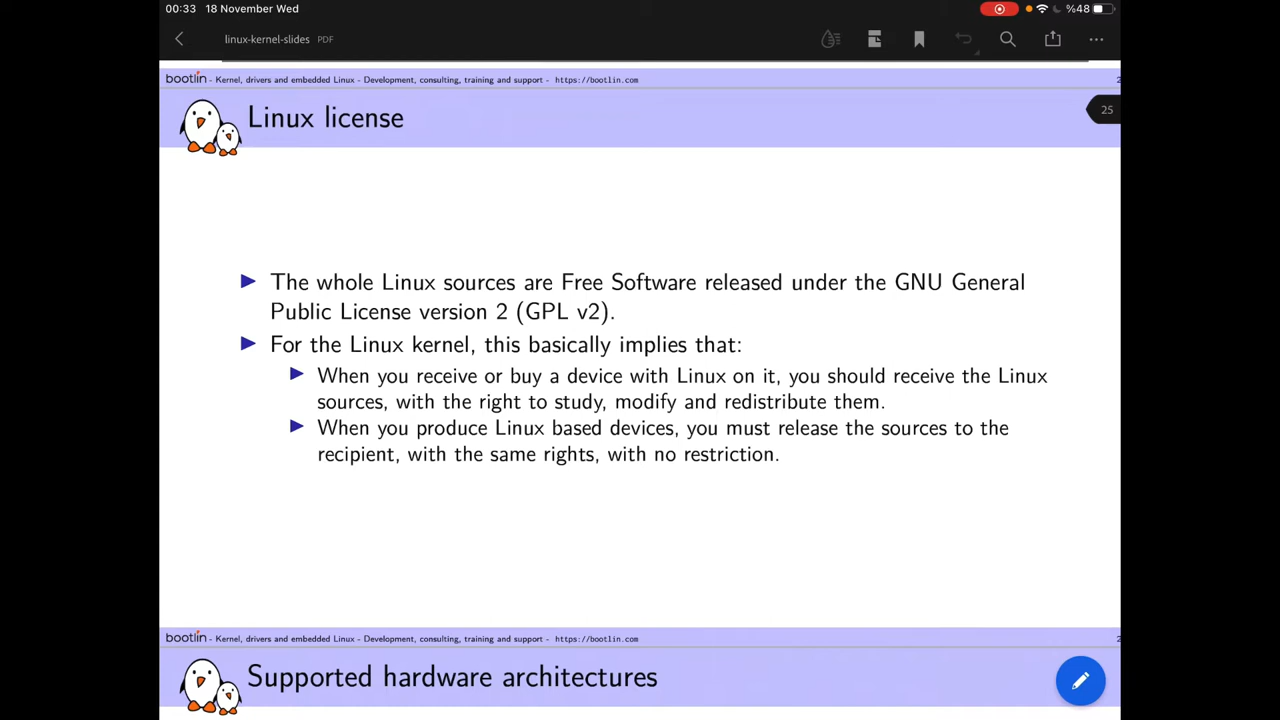 00:33 18 November Wed %48
linux-kernel-slides PDF
bootlin - Kernel, drivers and embedded Linux - Development, consulting, training and support - https://bootlin.com 2
Linux license
25
The whole Linux sources are Free Software released under the GNU General
Public License version 2 (GPL v2).
For the Linux kernel, this basically implies that:
When you receive or buy a device with Linux on it, you should receive the Linux
sources, with the right to study, modify and redistribute them.
When you produce Linux based devices, you must release the sources to the
recipient, with the same rights, with no restriction.
bootlin - Kernel, drivers and embedded Linux - Development, consulting, training and support - https://bootlin.com 2
Supported hardware architectures